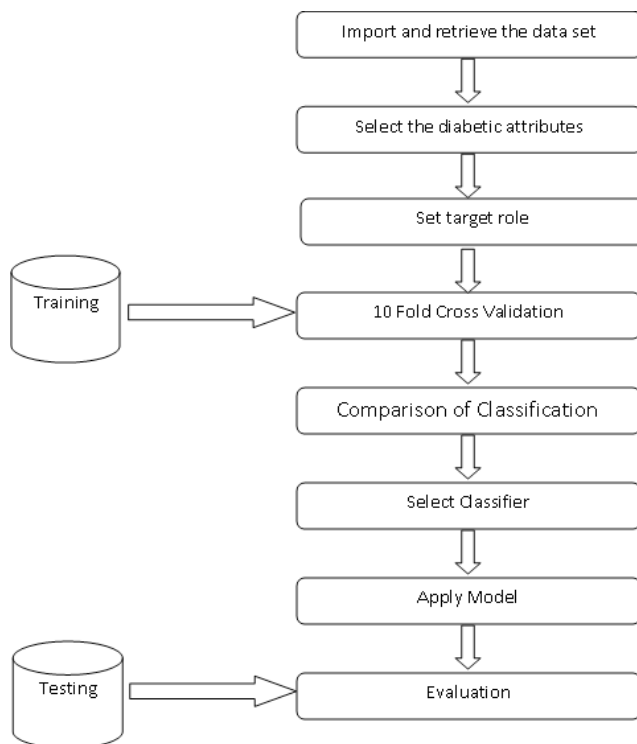 Import and retrieve the data set
Select the diabetic attributes
Set target role
Training
10 Fold Cross Validation
Comparison of Classification
Select Classifier
Apply Model
Testing
Evaluation